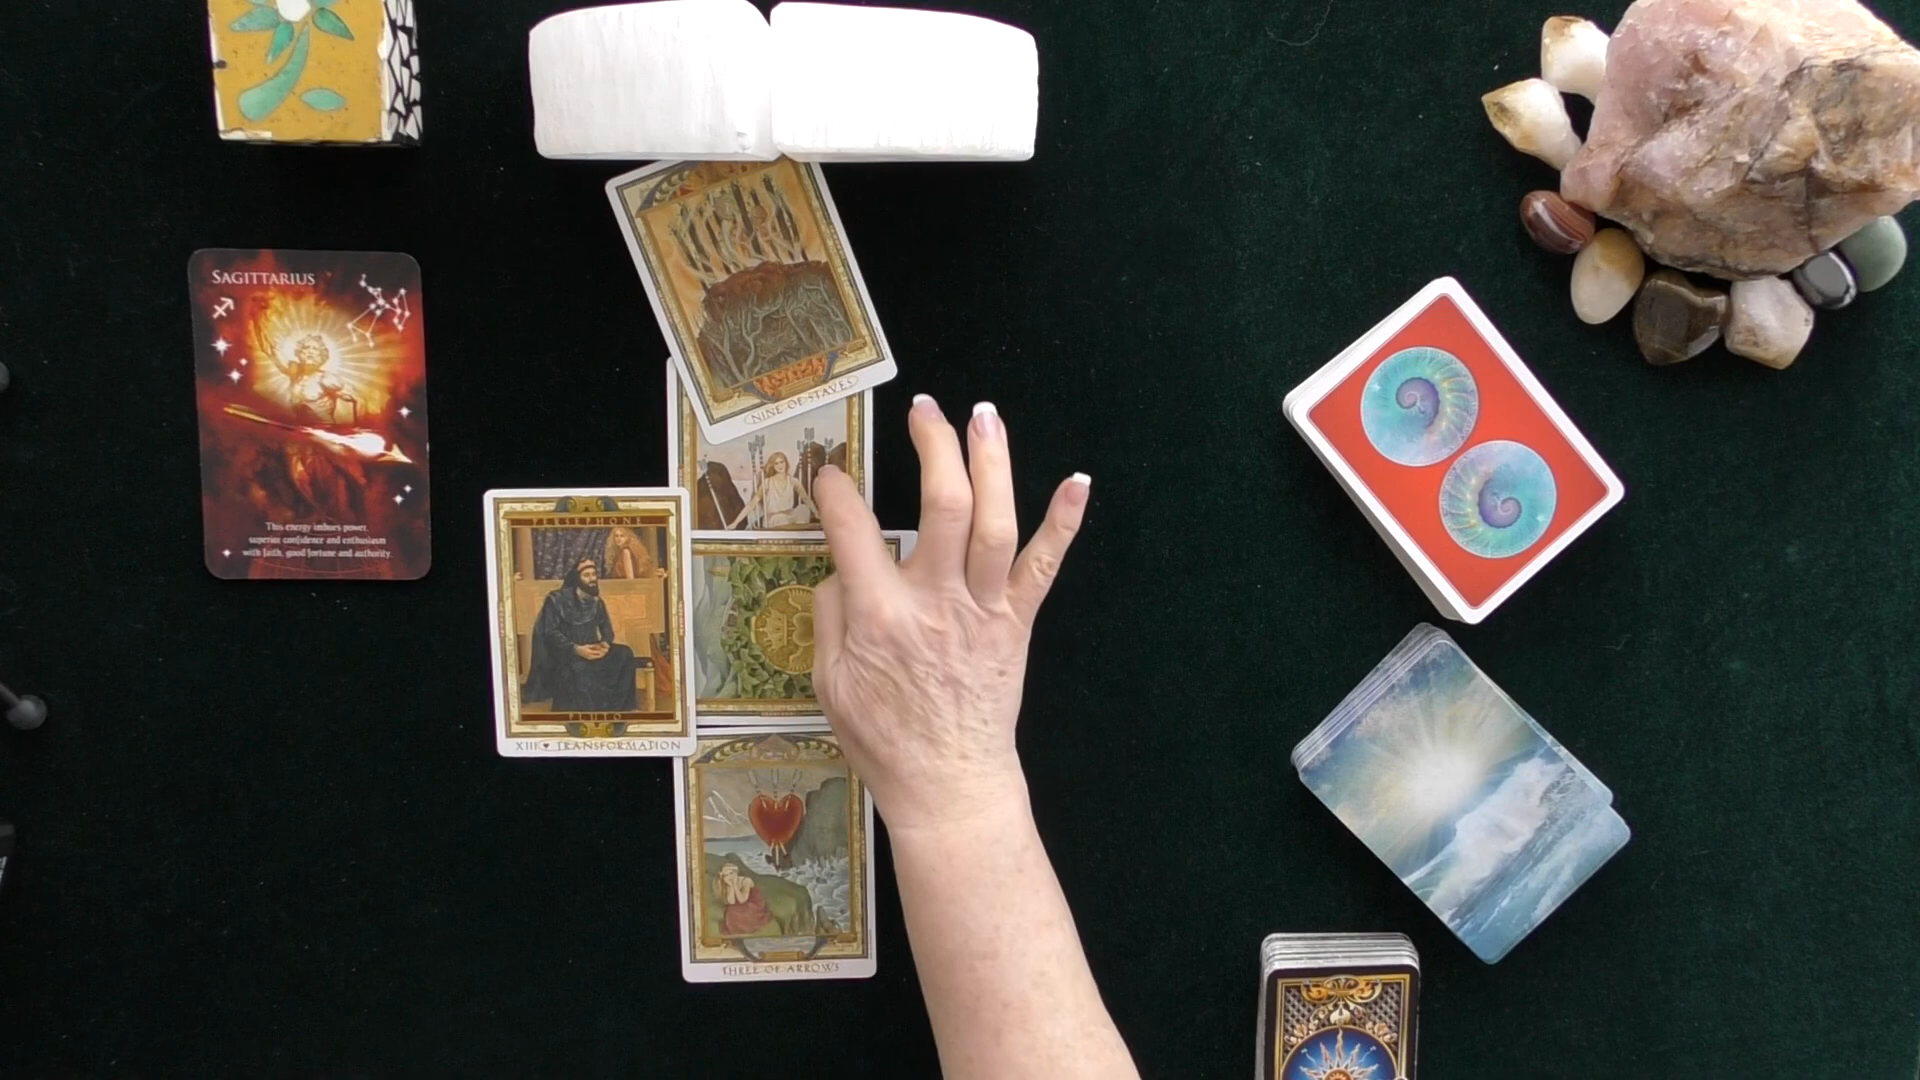 SAGITTARIUS
This energy imbues power,
superior confidence and enthusiasm
with faith, good fortune and authority.
NINE OF STAVES
PERSEPHONE
PLUTO
XIII TRANSFORMATION
THREE OF ARROWS